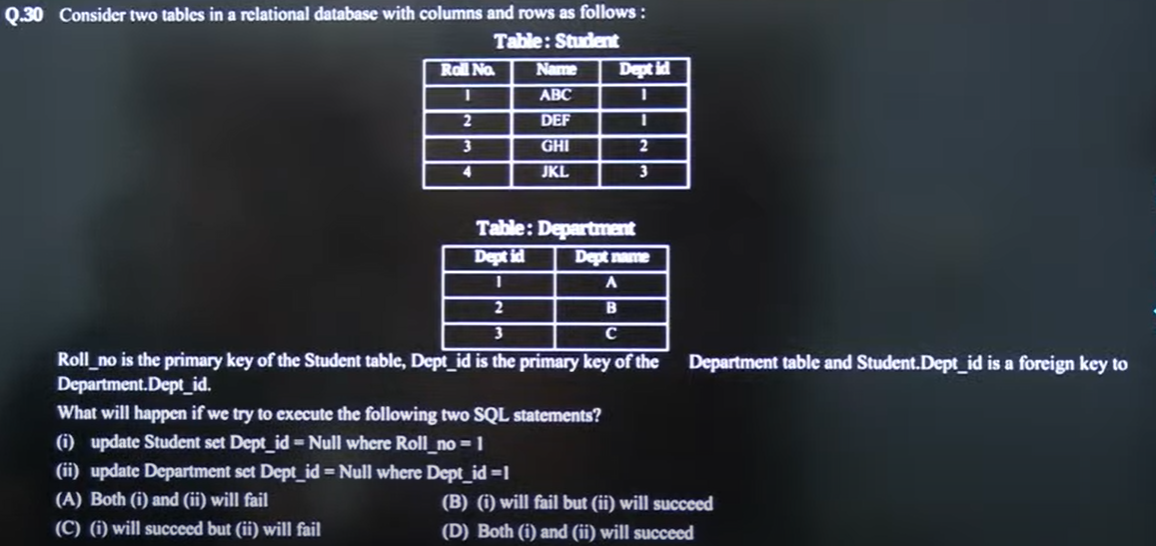 Q.30 Consider two tables in a relational database with columns and rows as follows :
Table : Student
Roll No. Name Dept id
1 ABC 1
2 DEF 1
3 GHI 2
4 JKL 3
Table : Department
Dept id Dept name
1 A
2 B
3 C
Roll_no is the primary key of the Student table, Dept_id is the primary key of the Department table and Student.Dept_id is a foreign key to
Department.Dept_id.
What will happen if we try to execute the following two SQL statements?
(i) update Student set Dept_id = Null where Roll_no = 1
(ii) update Department set Dept_id = Null where Dept_id =1
(A) Both (i) and (ii) will fail (B) (i) will fail but (ii) will succeed
(C) (i) will succeed but (ii) will fail (D) Both (i) and (ii) will succeed